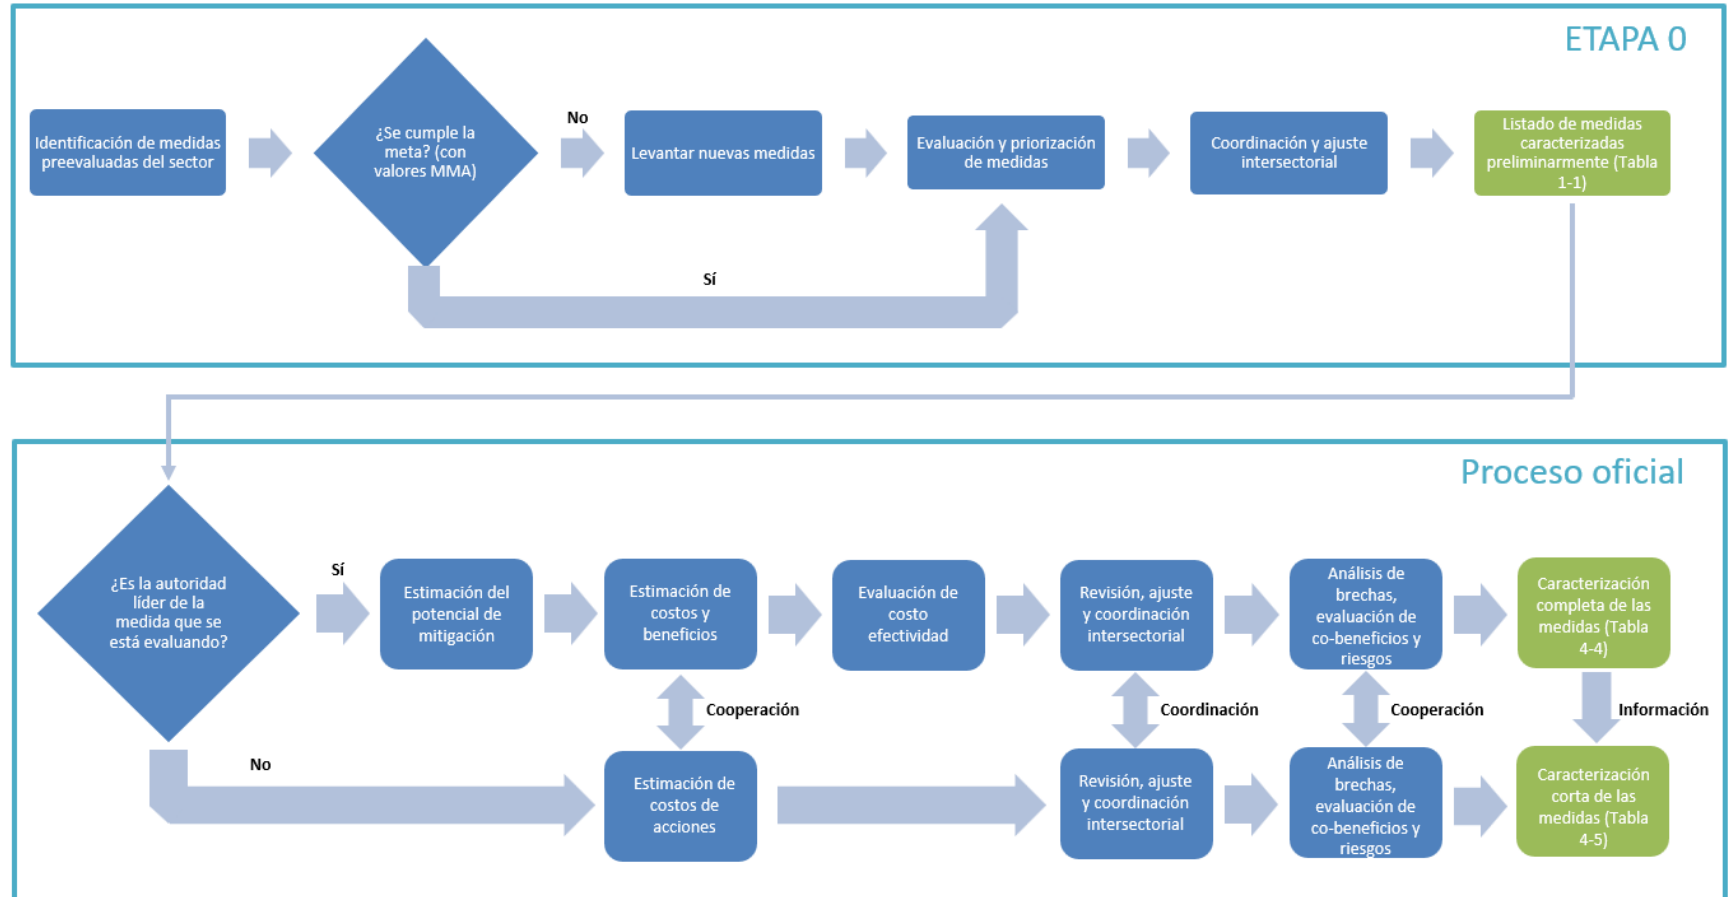 ETAPA 0
Identificación de medidas
preevaluadas del sector
¿Se cumple la
meta? (con
valores MMA)
No
Levantar nuevas medidas
Evaluación y priorización
de medidas
Coordinación y ajuste
intersectorial
Listado de medidas
caracterizadas
preliminarmente (Tabla
1-1)
Sí
Proceso oficial
¿Es la autoridad
líder de la
medida que se
está evaluando?
Sí
Estimación del
potencial de
mitigación
Estimación de
costos y
beneficios
Evaluación de
costo
efectividad
Revisión, ajuste
y coordinación
intersectorial
Análisis de
brechas,
evaluación de
co-beneficios y
riesgos
Caracterización
completa de las
medidas (Tabla
4-4)
Cooperación
Coordinación
Cooperación
Información
No
Estimación de
costos de
acciones
Revisión, ajuste
y coordinación
intersectorial
Análisis de
brechas,
evaluación de
co-beneficios y
riesgos
Caracterización
corta de las
medidas (Tabla
4-5)